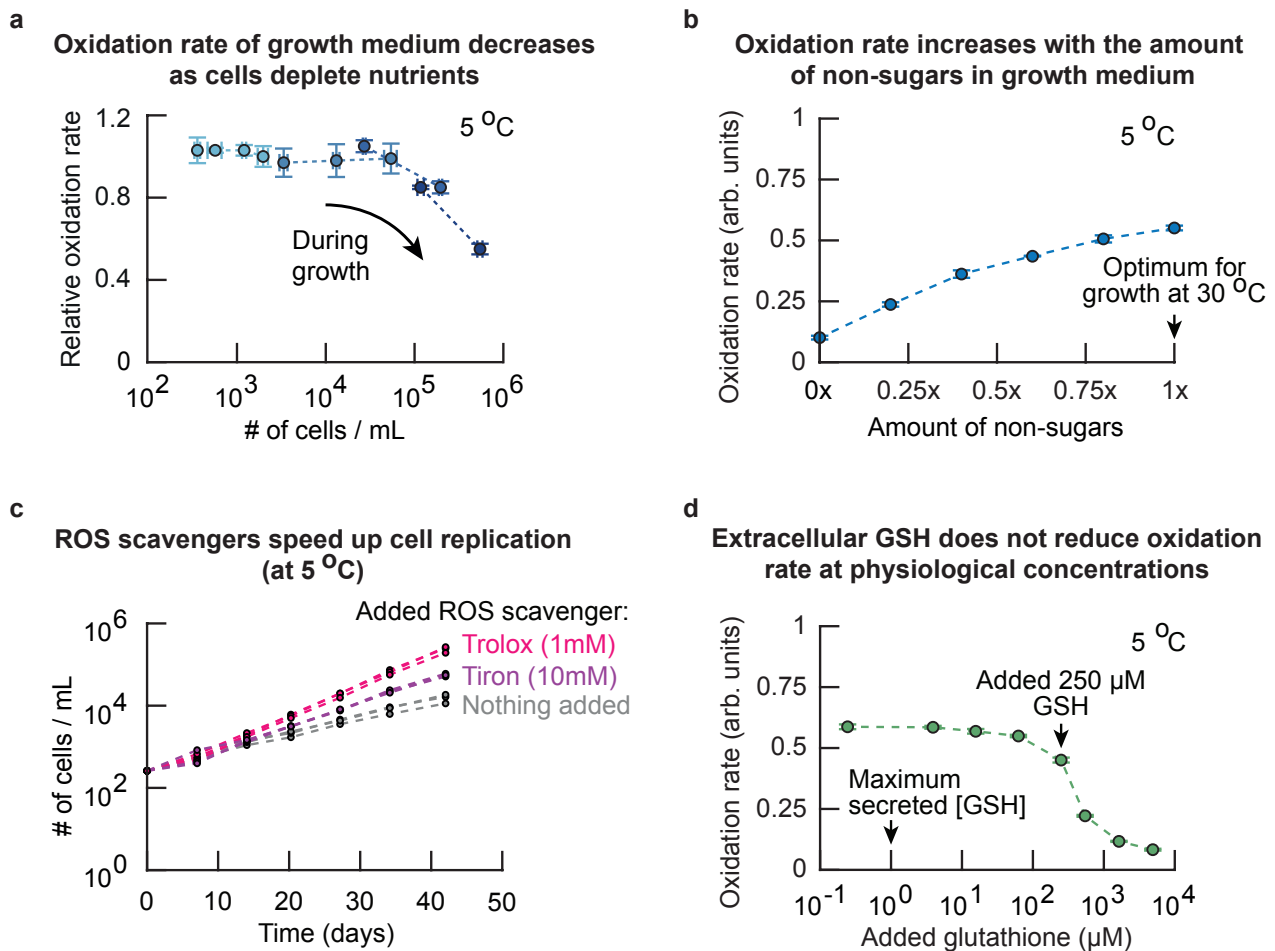 a
Oxidation rate of growth medium decreases
as cells deplete nutrients
Relative oxidation rate
1.2
0.8
0.4
0
5 °C
During
growth
10² 10³ 10⁴ 10⁵ 10⁶
# of cells / mL
b
Oxidation rate increases with the amount
of non-sugars in growth medium
Oxidation rate (arb. units)
1
0.75
0.5
0.25
0
5 °C
Optimum for
growth at 30 °C
0x 0.25x 0.5x 0.75x 1x
Amount of non-sugars
c
ROS scavengers speed up cell replication
(at 5 °C)
# of cells / mL
10⁶
10⁴
10²
10⁰
Added ROS scavenger:
Trolox (1mM)
Tiron (10mM)
Nothing added
0 10 20 30 40 50
Time (days)
d
Extracellular GSH does not reduce oxidation
rate at physiological concentrations
Oxidation rate (arb. units)
1
0.75
0.5
0.25
0
5 °C
Added 250 µM
GSH
Maximum
secreted [GSH]
10⁻¹ 10⁰ 10¹ 10² 10³ 10⁴
Added glutathione (µM)